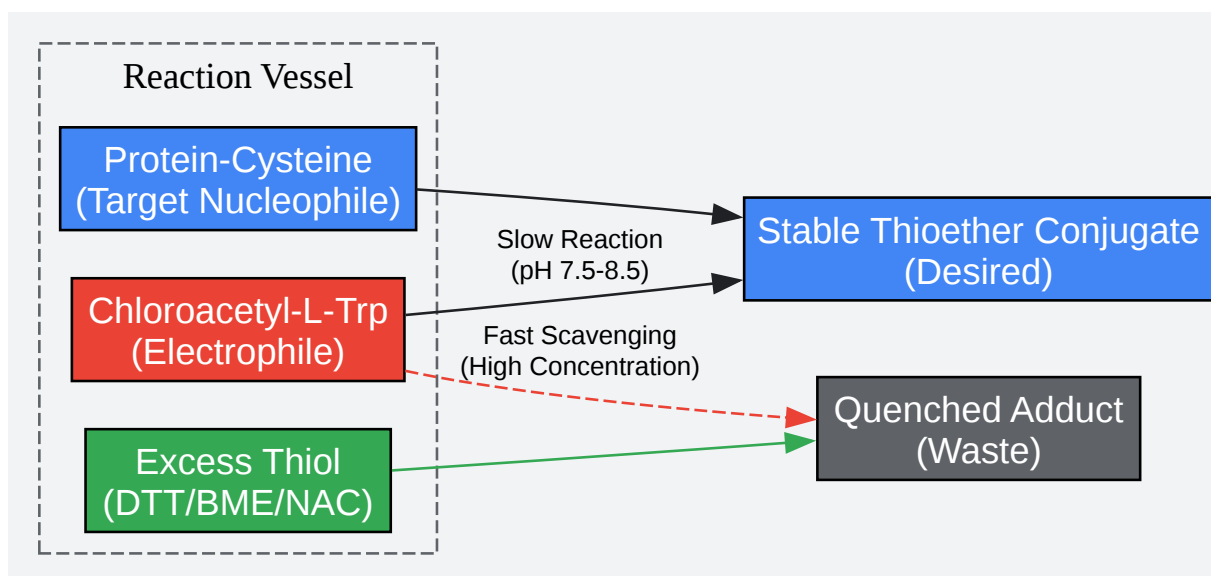 Reaction Vessel
Protein-Cysteine
(Target Nucleophile)
Slow Reaction
(pH 7.5-8.5)
Stable Thioether Conjugate
(Desired)
Chloroacetyl-L-Trp
(Electrophile)
Fast Scavenging
(High Concentration)
Quenched Adduct
(Waste)
Excess Thiol
(DTT/BME/NAC)